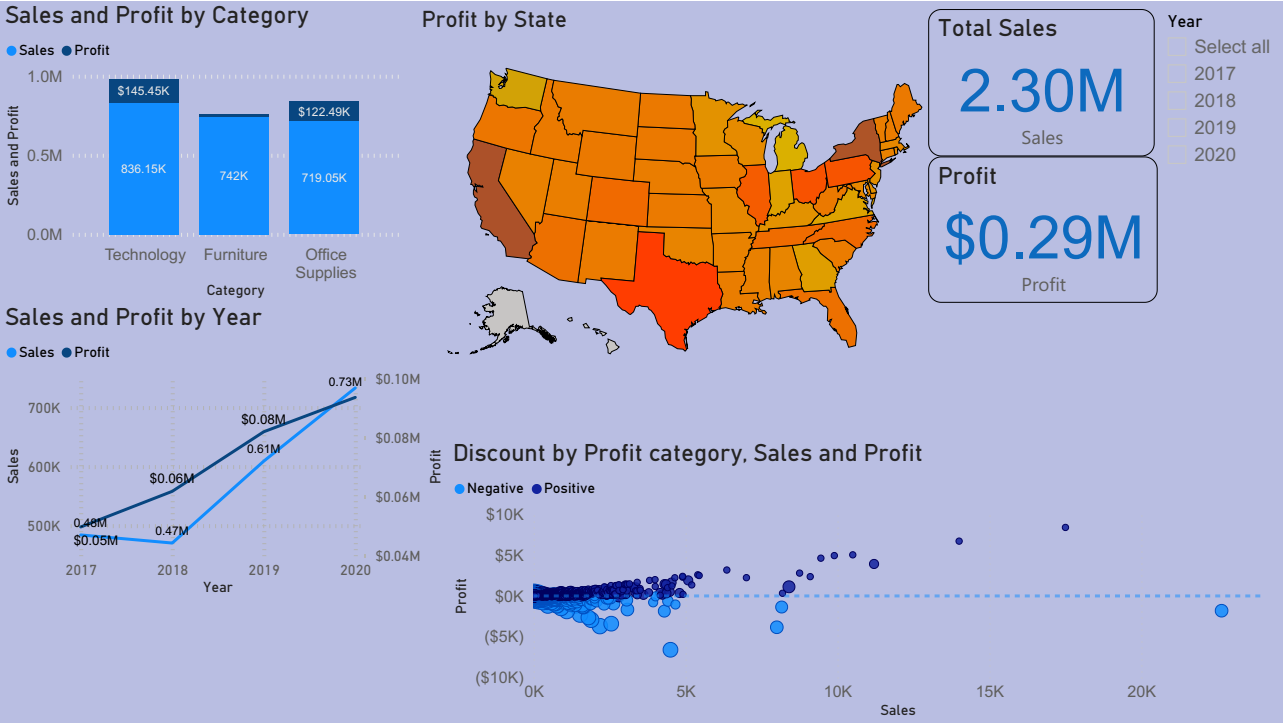 Sales and Profit by Category
Sales Profit
Sales and Profit
1.0M
0.5M
0.0M
$145.45K
836.15K
742K
$122.49K
719.05K
Technology
Furniture
Office
Supplies
Category
Profit by State
Total Sales
2.30M
Sales
Profit
$0.29M
Profit
Year
Select all
2017
2018
2019
2020
Sales and Profit by Year
Sales Profit
Sales
700K
600K
500K
0.73M
$0.08M
0.61M
$0.06M
0.47M
0.48M
$0.05M
$0.10M
$0.08M
$0.06M
$0.04M
Profit
2017 2018 2019 2020
Year
Discount by Profit category, Sales and Profit
Negative Positive
Profit
$10K
$5K
$0K
($5K)
($10K)
0K 5K 10K 15K 20K
Sales